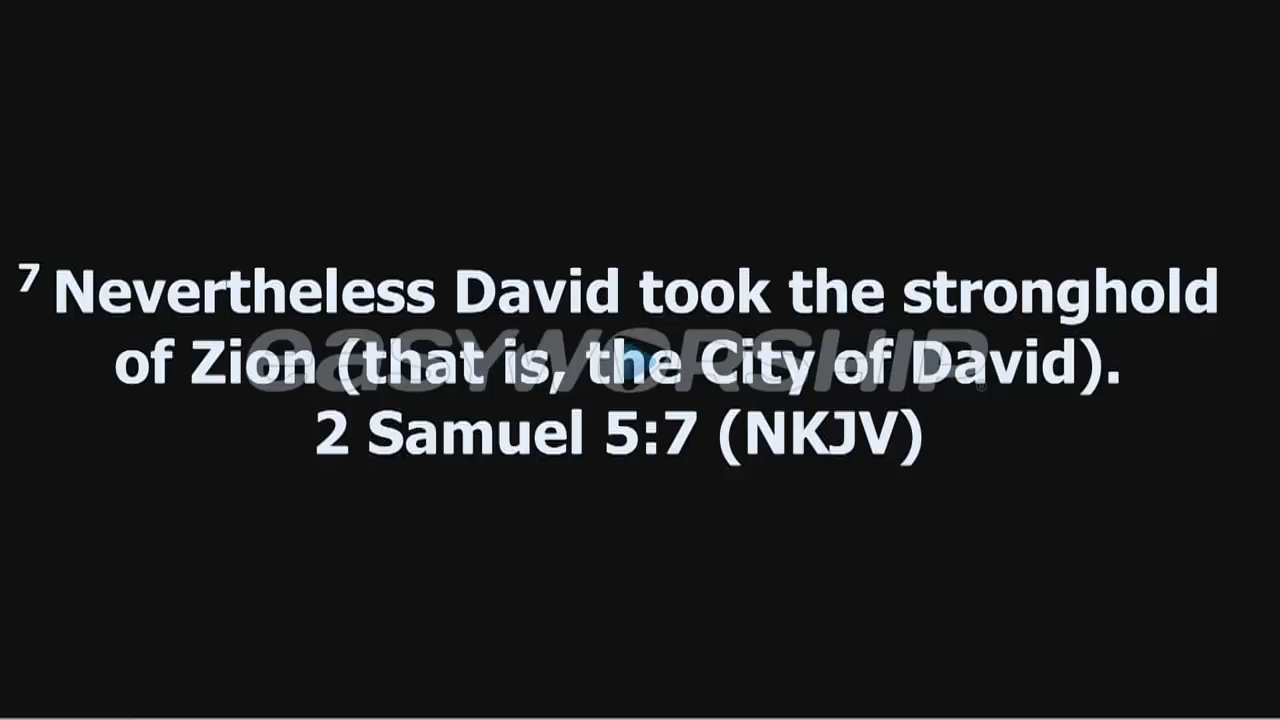 7 Nevertheless David took the stronghold
of Zion (that is, the City of David).
2 Samuel 5:7 (NKJV)
easyWORSHIP®